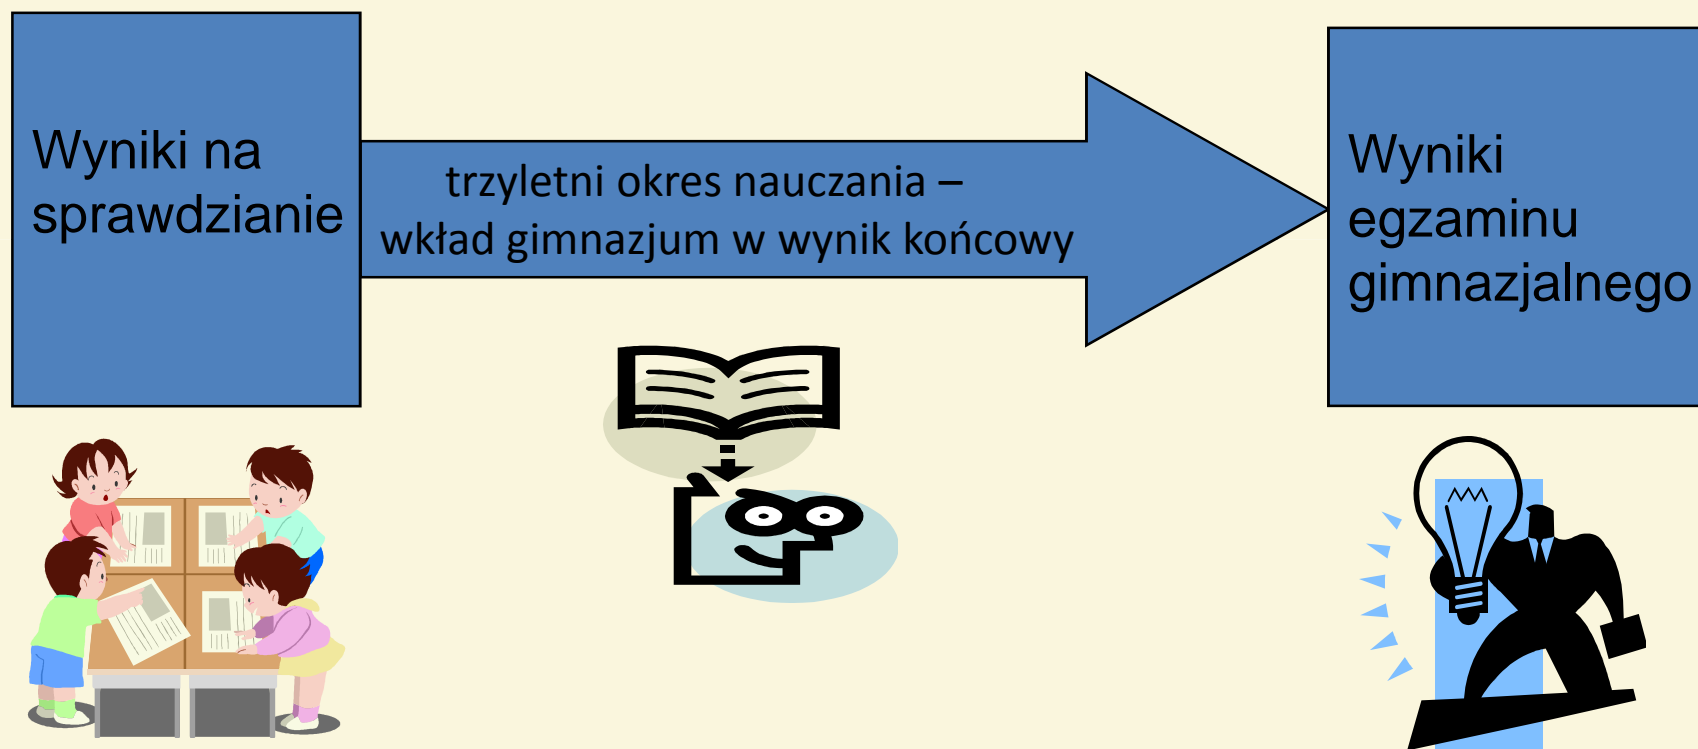 Wyniki na
sprawdzianie
trzyletni okres nauczania –
wkład gimnazjum w wynik końcowy
Wyniki
egzaminu
gimnazjalnego